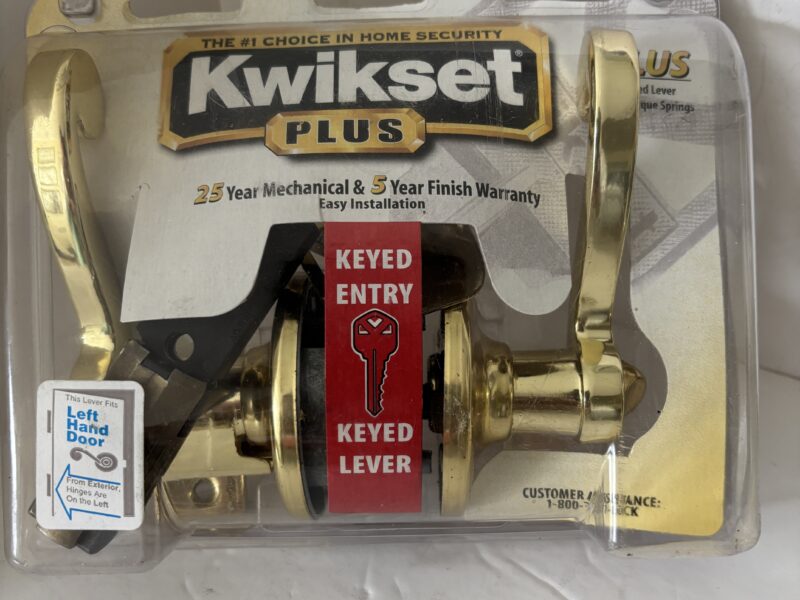 THE #1 CHOICE IN HOME SECURITY
Kwikset®
PLUS
LUS
ed Lever
que Springs
25 Year Mechanical & 5 Year Finish Warranty
Easy Installation
KEYED
ENTRY
KEYED
LEVER
This Lever Fits
Left
Hand
Door
From Exterior,
Hinges Are
On the Left
CUSTOMER
1-800-